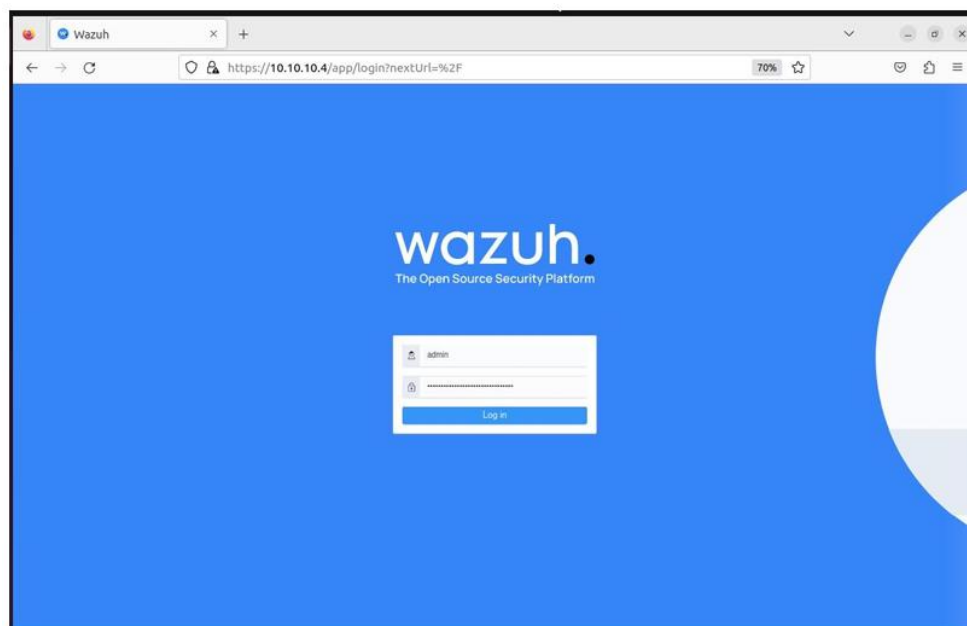 Wazuh
https://10.10.10.4/app/login?nextUrl=%2F
70%
wazuh.
The Open Source Security Platform
admin
Log in